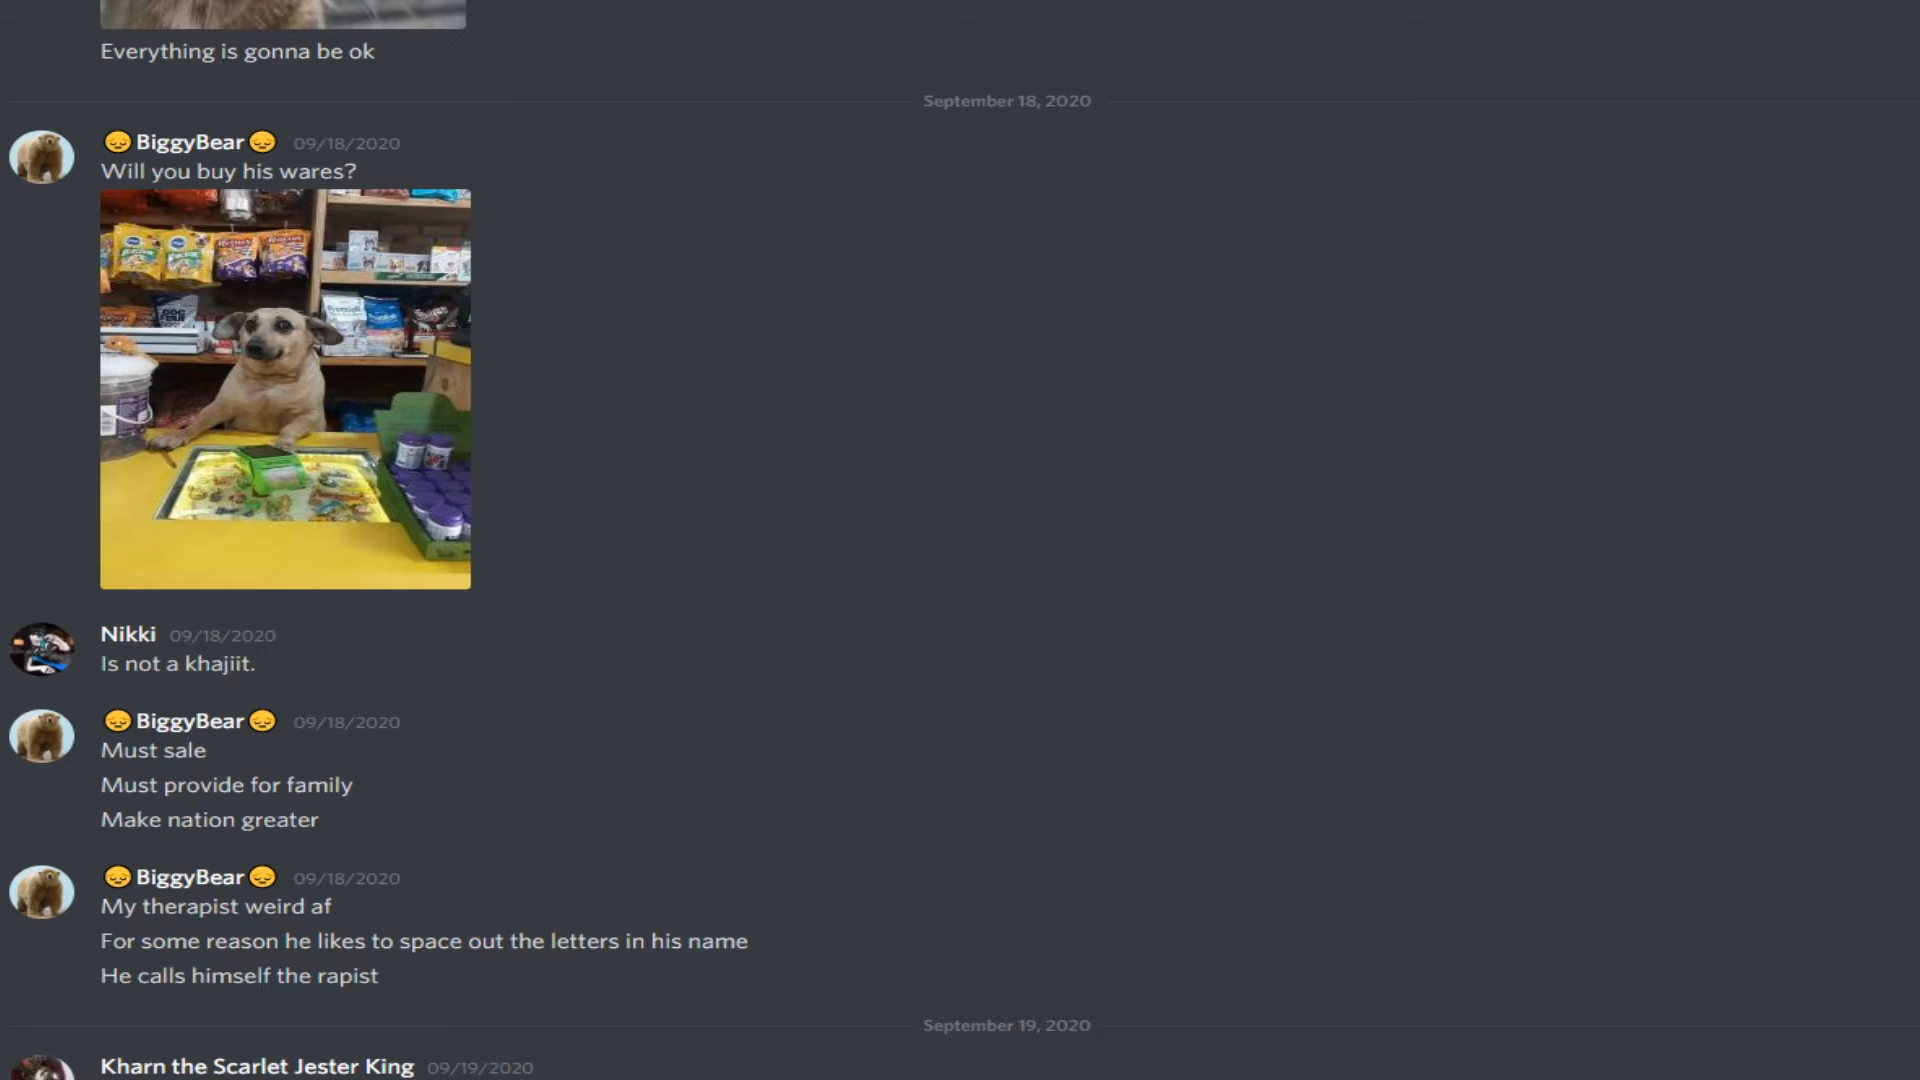 Everything is gonna be ok
September 18, 2020
BiggyBear 09/18/2020
Will you buy his wares?
Nikki 09/18/2020
Is not a khajiit.
BiggyBear 09/18/2020
Must sale
Must provide for family
Make nation greater
BiggyBear 09/18/2020
My therapist weird af
For some reason he likes to space out the letters in his name
He calls himself the rapist
September 19, 2020
Kharn the Scarlet Jester King 09/19/2020